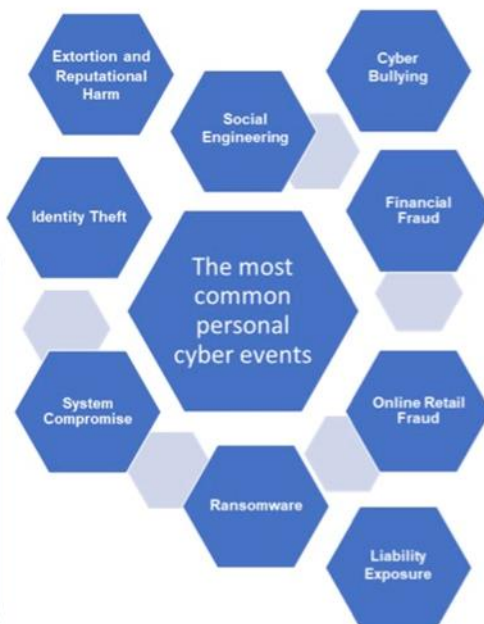 Extortion and
Reputational
Harm
Cyber
Bullying
Social
Engineering
Identity Theft
Financial
Fraud
The most
common
personal
cyber events
System
Compromise
Online Retail
Fraud
Ransomware
Liability
Exposure